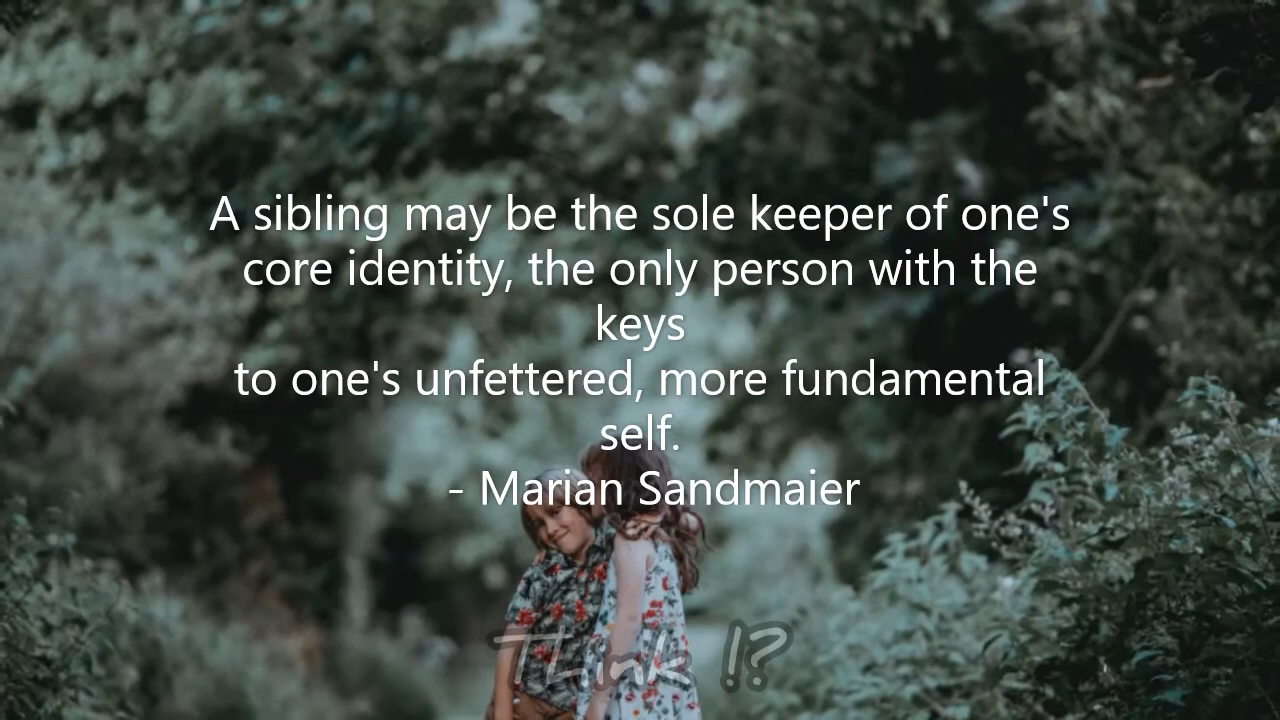 A sibling may be the sole keeper of one's
core identity, the only person with the
keys
to one's unfettered, more fundamental
self.
- Marian Sandmaier
Think !?